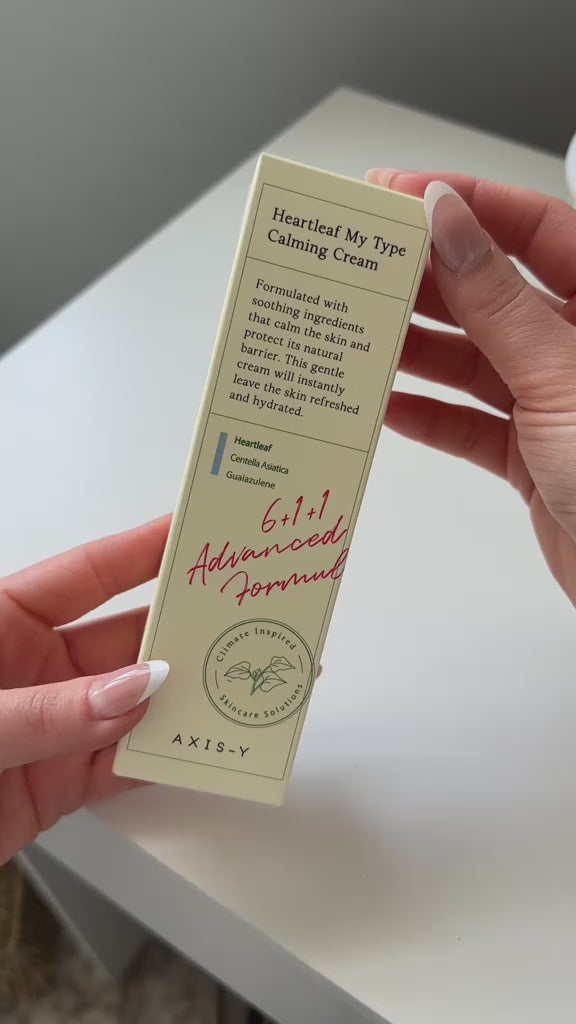 Heartleaf My Type
Calming Cream
Formulated with
soothing ingredients
that calm the skin and
protect its natural
barrier. This gentle
cream will instantly
leave the skin refreshed
and hydrated.
Heartleaf
Centella Asiatica
Guaiazulene
6+1+1
Advanced
Formul
Climate Inspired
Skincare Solutions
AXIS-Y